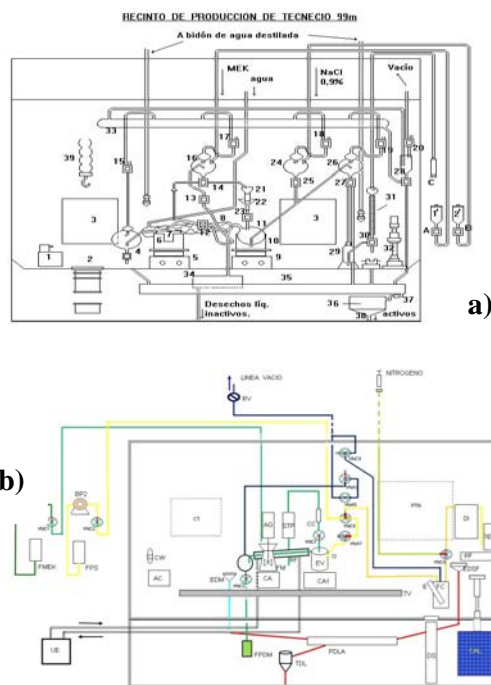 RECINTO DE PRODUCCION DE TECNECIO 99m
A bidón de agua destilada
MEK
agua
NaCl
0,9%
Vacío
33
39
15
17
16
14
13
18
24
25
19
26
27
20
28
21
22
23
31
C
3
3
4
6
7
8
12
11
10
29
30
32
A
B
1
2
5
9
34
35
36
37
38
Desechos líq.
inactivos.
activos
a)
b)
LINEA VACIO
NITROGENO
RV
BP2
FMEK
FPS
CW
AC
AG
CC
EV
FM
CA
CA1
EDM
TV
DI
EDSF
FC
UE
FPDM
TDL
PDLA
DS